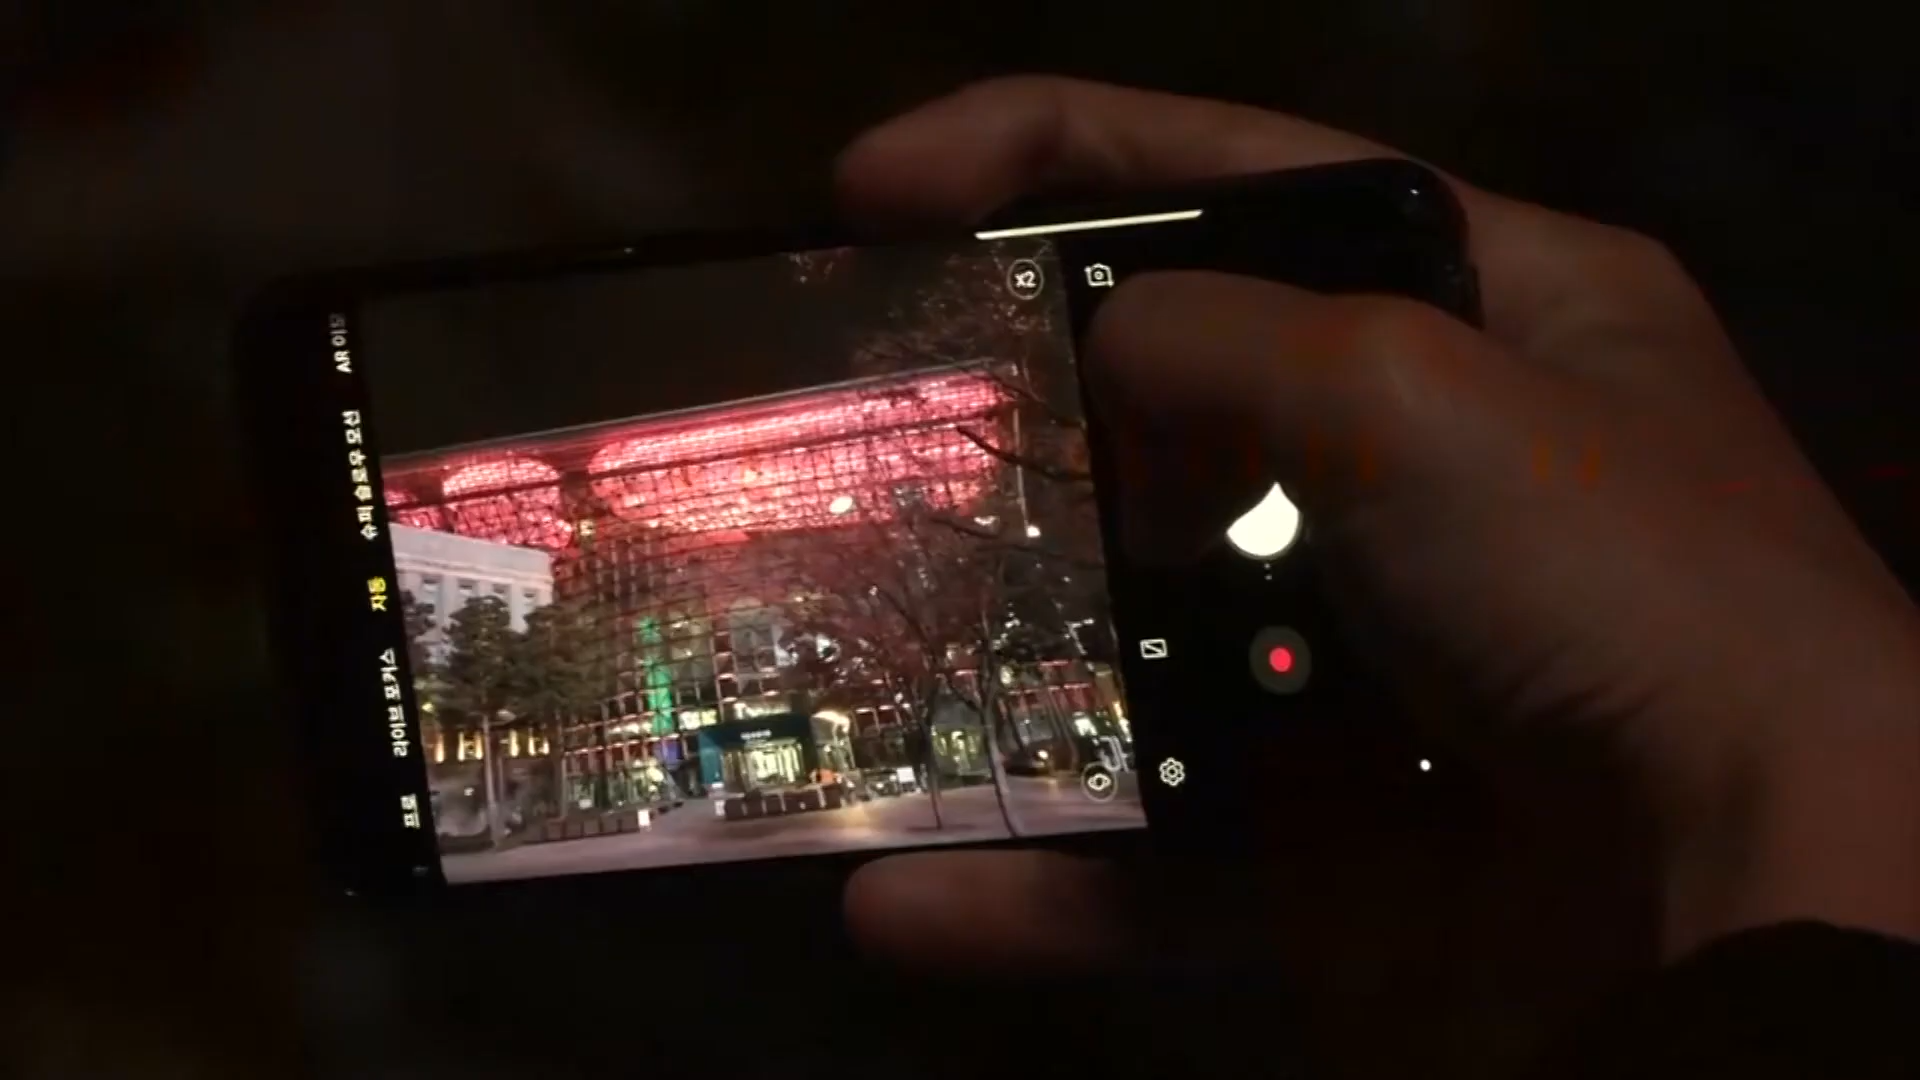 AR 이모
슈퍼 슬로우 모션
자동
라이브 포커스
프로
x2